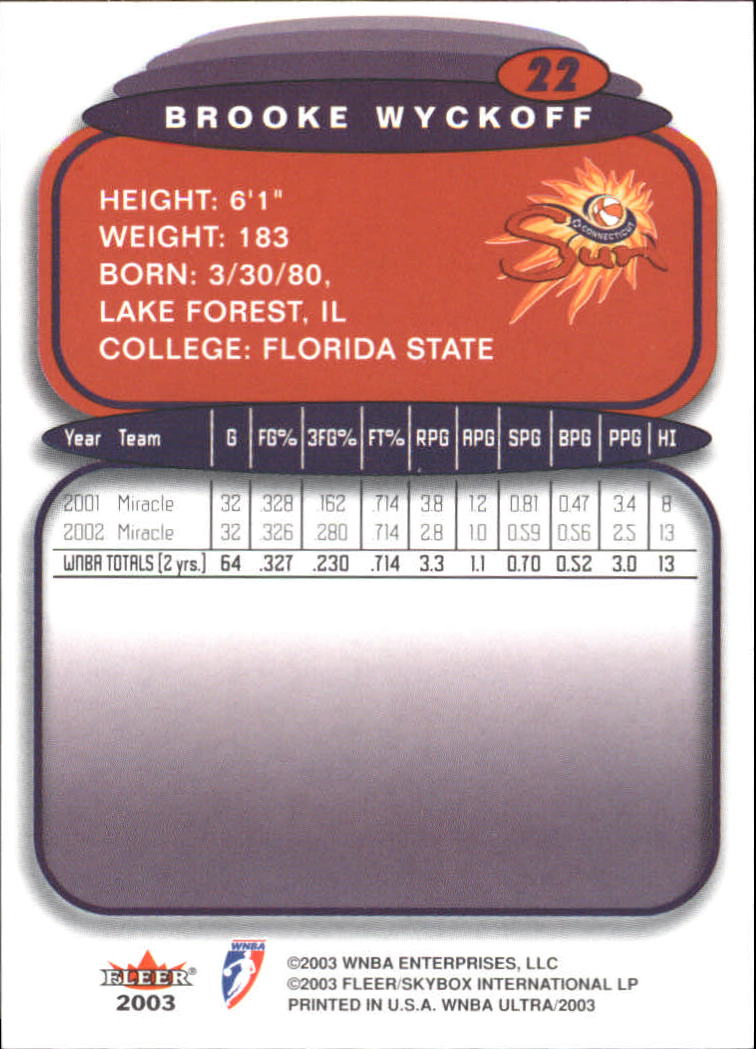 22
BROOKE WYCKOFF
HEIGHT: 6'1"
WEIGHT: 183
BORN: 3/30/80,
LAKE FOREST, IL
COLLEGE: FLORIDA STATE
CONNECTICUT
Sun
Year Team G FG% 3FG% FT% RPG APG SPG BPG PPG HI
2001 Miracle 32 .328 .162 .714 3.8 1.2 0.81 0.47 3.4 8
2002 Miracle 32 .326 .280 .714 2.8 1.0 0.59 0.56 2.5 13
WNBA TOTALS (2 yrs.) 64 .327 .230 .714 3.3 1.1 0.70 0.52 3.0 13
FLEER®
2003
WNBA
©2003 WNBA ENTERPRISES, LLC
©2003 FLEER/SKYBOX INTERNATIONAL LP
PRINTED IN U.S.A. WNBA ULTRA/2003